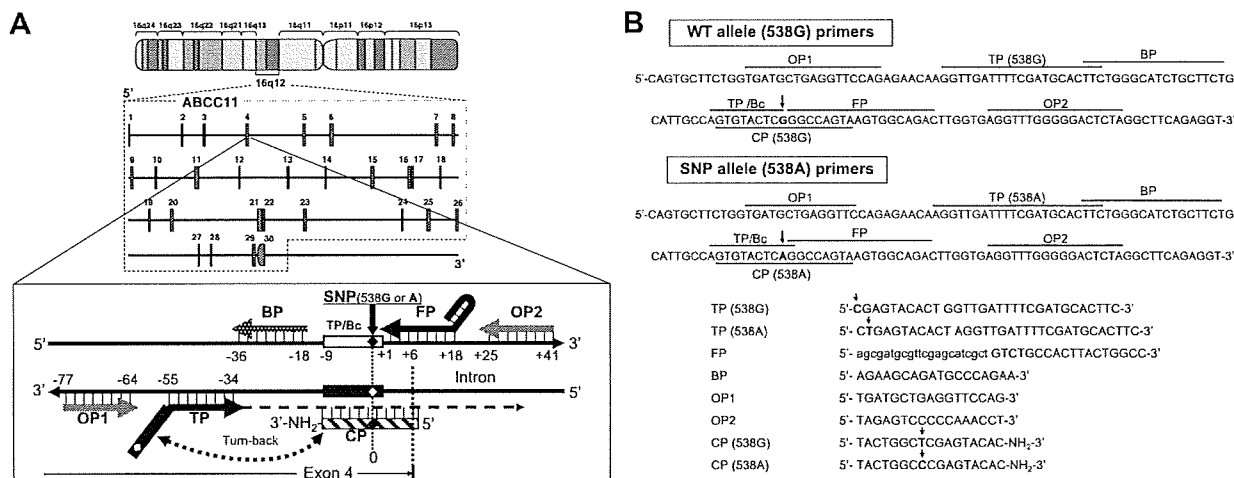 A
16q24 16q23 16q22 16q21 16q13 16q11 16p11 16p12 16p13
16q12
5'
ABCC11
1 2 3 4 5 6 7 8
9 10 11 12 13 14 15 16 17 18
19 20 21 22 23 24 25 26
27 28 29 30
3'
SNP(538G or A)
BP TP/Bc FP OP2
5' -36 -18 -9 +1 +6 +18 +25 +41 3'
3' -77 -64 -55 -34 Intron 5'
OP1 TP 3'-NH2 CP 5'
Turn-back
0
Exon 4
B
WT allele (538G) primers
OP1 TP (538G) BP
5'-CAGTGCTTCTGGTGATGCTGAGGTTCCAGAGAACAAGGTTGATTTTCGATGCACTTCTGGGCATCTGCTTCTG
TP /Bc FP OP2
CATTGCCAGTGTACTCGGGCCAGTAAGTGGCAGACTTGGTGAGGTTTGGGGGACTCTAGGCTTCAGAGGT-3'
CP (538G)
SNP allele (538A) primers
OP1 TP (538A) BP
5'-CAGTGCTTCTGGTGATGCTGAGGTTCCAGAGAACAAGGTTGATTTTCGATGCACTTCTGGGCATCTGCTTCTG
TP/Bc FP OP2
CATTGCCAGTGTACTCAGGCCAGTAAGTGGCAGACTTGGTGAGGTTTGGGGGACTCTAGGCTTCAGAGGT-3'
CP (538A)
TP (538G) 5'-CGAGTACACT GGTTGATTTTCGATGCACTTC-3'
TP (538A) 5'- CTGAGTACACT AGGTTGATTTTCGATGCACTTC-3'
FP 5'- agcgatgcgttcgagcatcgct GTCTGCCACTTACTGGCC-3'
BP 5'- AGAAGCAGATGCCCAGAA-3'
OP1 5'- TGATGCTGAGGTTCCAG-3'
OP2 5'- TAGAGTCCCCCAAACCT-3'
CP (538G) 5'- TACTGGCTCGAGTACAC-NH2-3'
CP (538A) 5'- TACTGGCCCGAGTACAC-NH2-3'